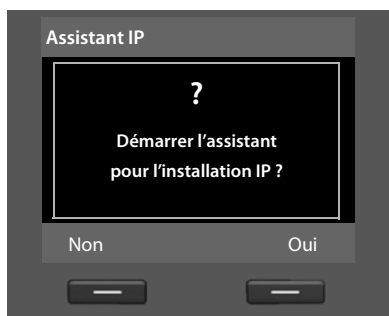 Assistant IP
?
Démarrer l’assistant
pour l’installation IP ?
Non Oui